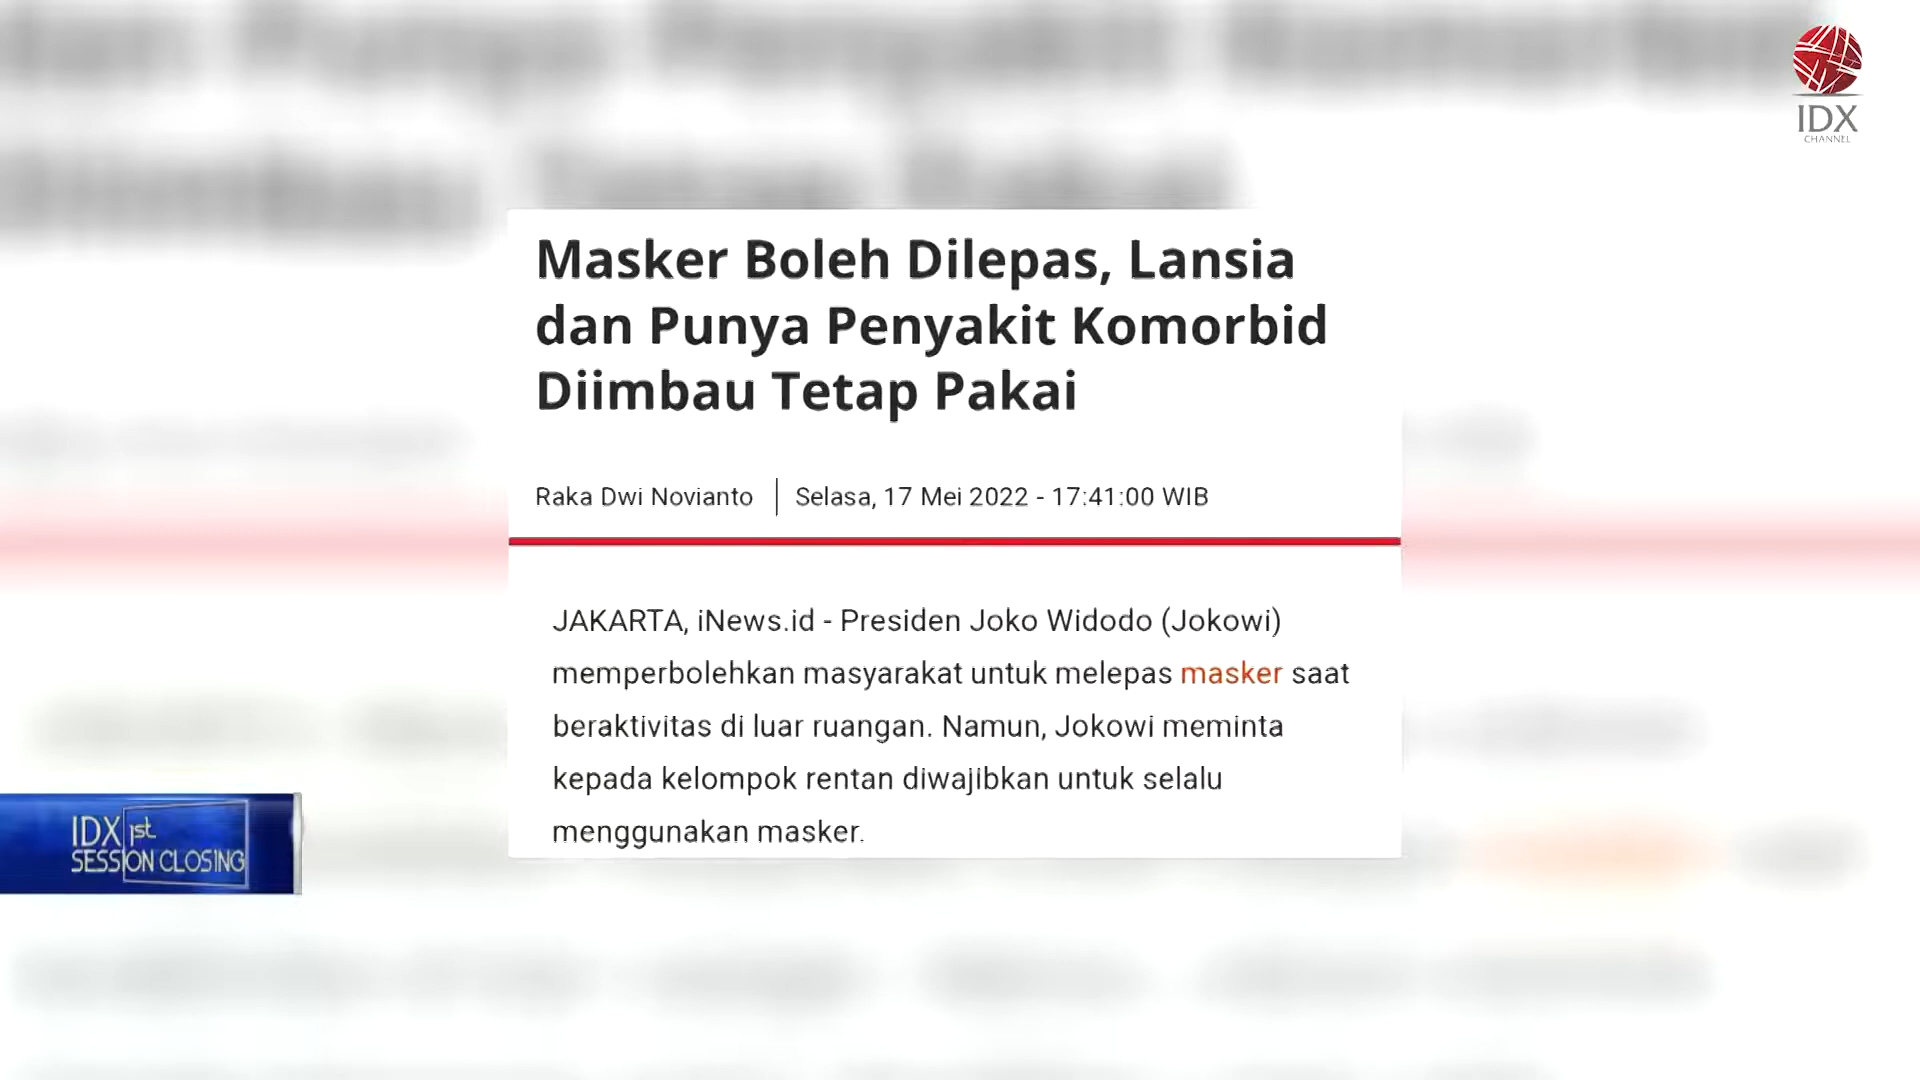 IDX
CHANNEL
Masker Boleh Dilepas, Lansia
dan Punya Penyakit Komorbid
Diimbau Tetap Pakai
Raka Dwi Novianto | Selasa, 17 Mei 2022 - 17:41:00 WIB
JAKARTA, iNews.id - Presiden Joko Widodo (Jokowi)
memperbolehkan masyarakat untuk melepas masker saat
beraktivitas di luar ruangan. Namun, Jokowi meminta
kepada kelompok rentan diwajibkan untuk selalu
menggunakan masker.
IDX 1st
SESSION CLOSING